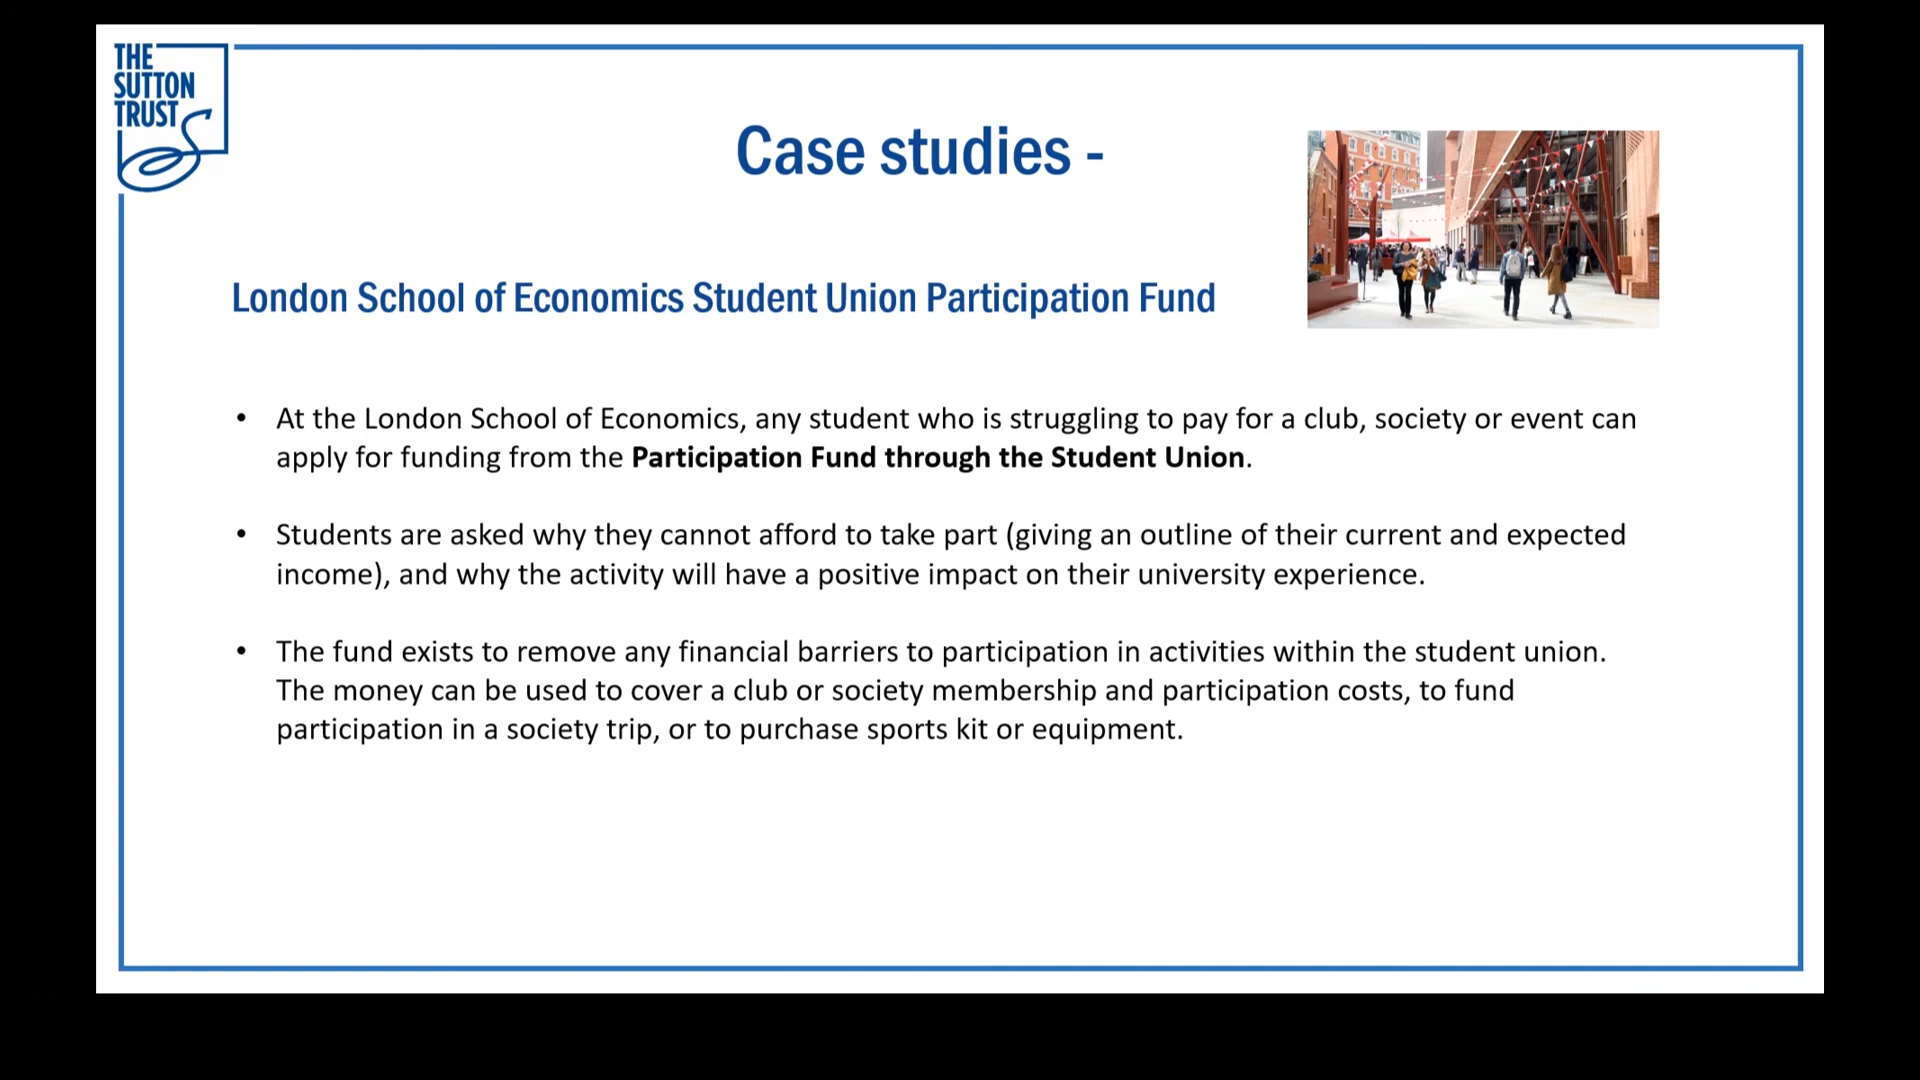 THE
SUTTON
TRUST
Case studies -
London School of Economics Student Union Participation Fund
• At the London School of Economics, any student who is struggling to pay for a club, society or event can
apply for funding from the Participation Fund through the Student Union.
• Students are asked why they cannot afford to take part (giving an outline of their current and expected
income), and why the activity will have a positive impact on their university experience.
• The fund exists to remove any financial barriers to participation in activities within the student union.
The money can be used to cover a club or society membership and participation costs, to fund
participation in a society trip, or to purchase sports kit or equipment.